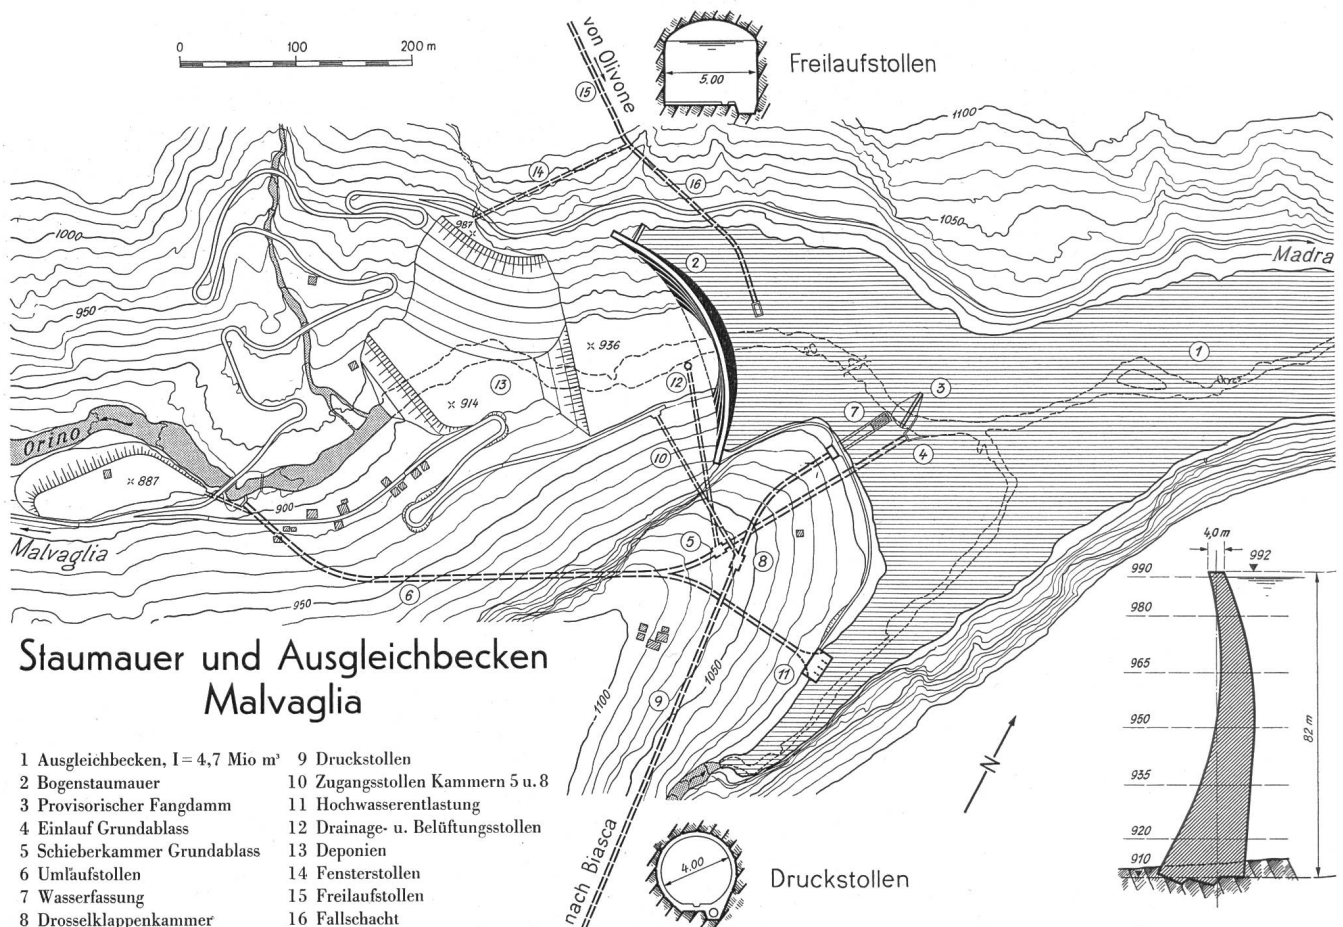 0 100 200 m
von Olivone
15
5.00
Freilaufstollen
1100
14
16
1050
987
1000
2
Madra
950
936
1
12
3
13
914
7
4
10
Orino
887
900
5
8
Malvaglia
6
950
11
1050
9
1100
N
4,0 m
992
990
980
965
950
935
920
910
82 m
Staumauer und Ausgleichbecken
Malvaglia
1 Ausgleichbecken, I = 4,7 Mio m³
2 Bogenstaumauer
3 Provisorischer Fangdamm
4 Einlauf Grundablass
5 Schieberkammer Grundablass
6 Umlaufstollen
7 Wasserfassung
8 Drosselklappenkammer
9 Druckstollen
10 Zugangsstollen Kammern 5 u. 8
11 Hochwasserentlastung
12 Drainage- u. Belüftungsstollen
13 Deponien
14 Fensterstollen
15 Freilaufstollen
16 Fallschacht
nach Biasca
4.00
Druckstollen